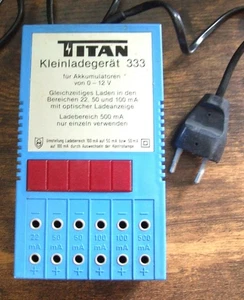 TITAN
Kleinladegerät 333
für Akkumulatoren
von 0-12 V
Gleichzeitiges Laden in den
Bereichen 22, 50 und 100 mA
mit optischer Ladeanzeige
Ladebereich 500 mA
nur einzeln verwenden
22 mA
50 mA
50 mA
100 mA
100 mA
500 mA